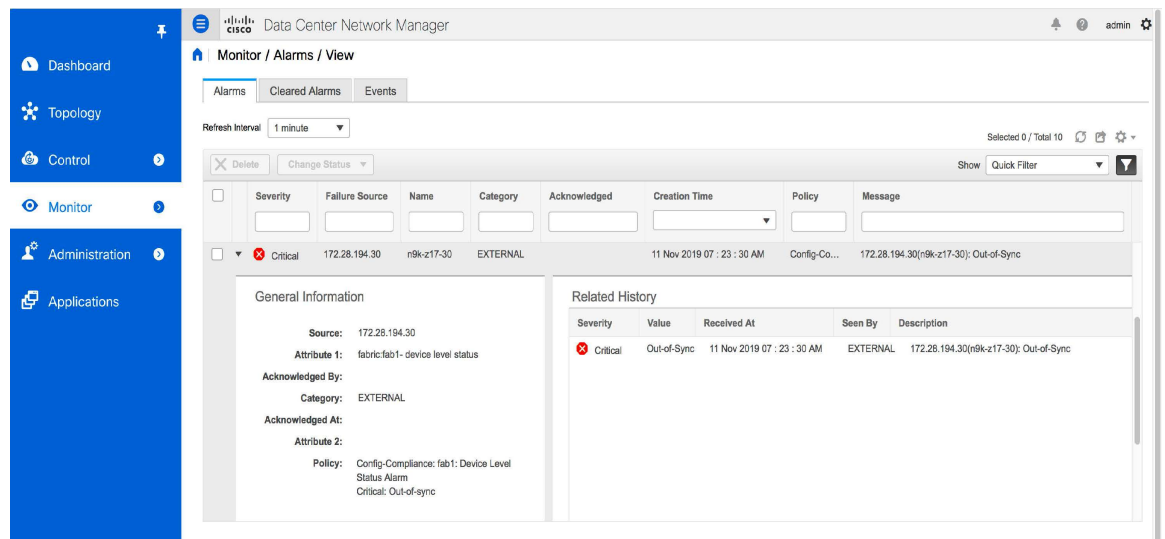 cisco Data Center Network Manager
admin
Monitor / Alarms / View
Dashboard
Topology
Control
Monitor
Administration
Applications
Alarms Cleared Alarms Events
Refresh Interval 1 minute
Selected 0 / Total 10
Delete Change Status
Show Quick Filter
Severity Failure Source Name Category Acknowledged Creation Time Policy Message
Critical 172.28.194.30 n9k-z17-30 EXTERNAL 11 Nov 2019 07 : 23 : 30 AM Config-Co... 172.28.194.30(n9k-z17-30): Out-of-Sync
General Information
Source: 172.28.194.30
Attribute 1: fabric:fab1- device level status
Acknowledged By:
Category: EXTERNAL
Acknowledged At:
Attribute 2:
Policy: Config-Compliance: fab1: Device Level
Status Alarm
Critical: Out-of-sync
Related History
Severity Value Received At Seen By Description
Critical Out-of-Sync 11 Nov 2019 07 : 23 : 30 AM EXTERNAL 172.28.194.30(n9k-z17-30): Out-of-Sync